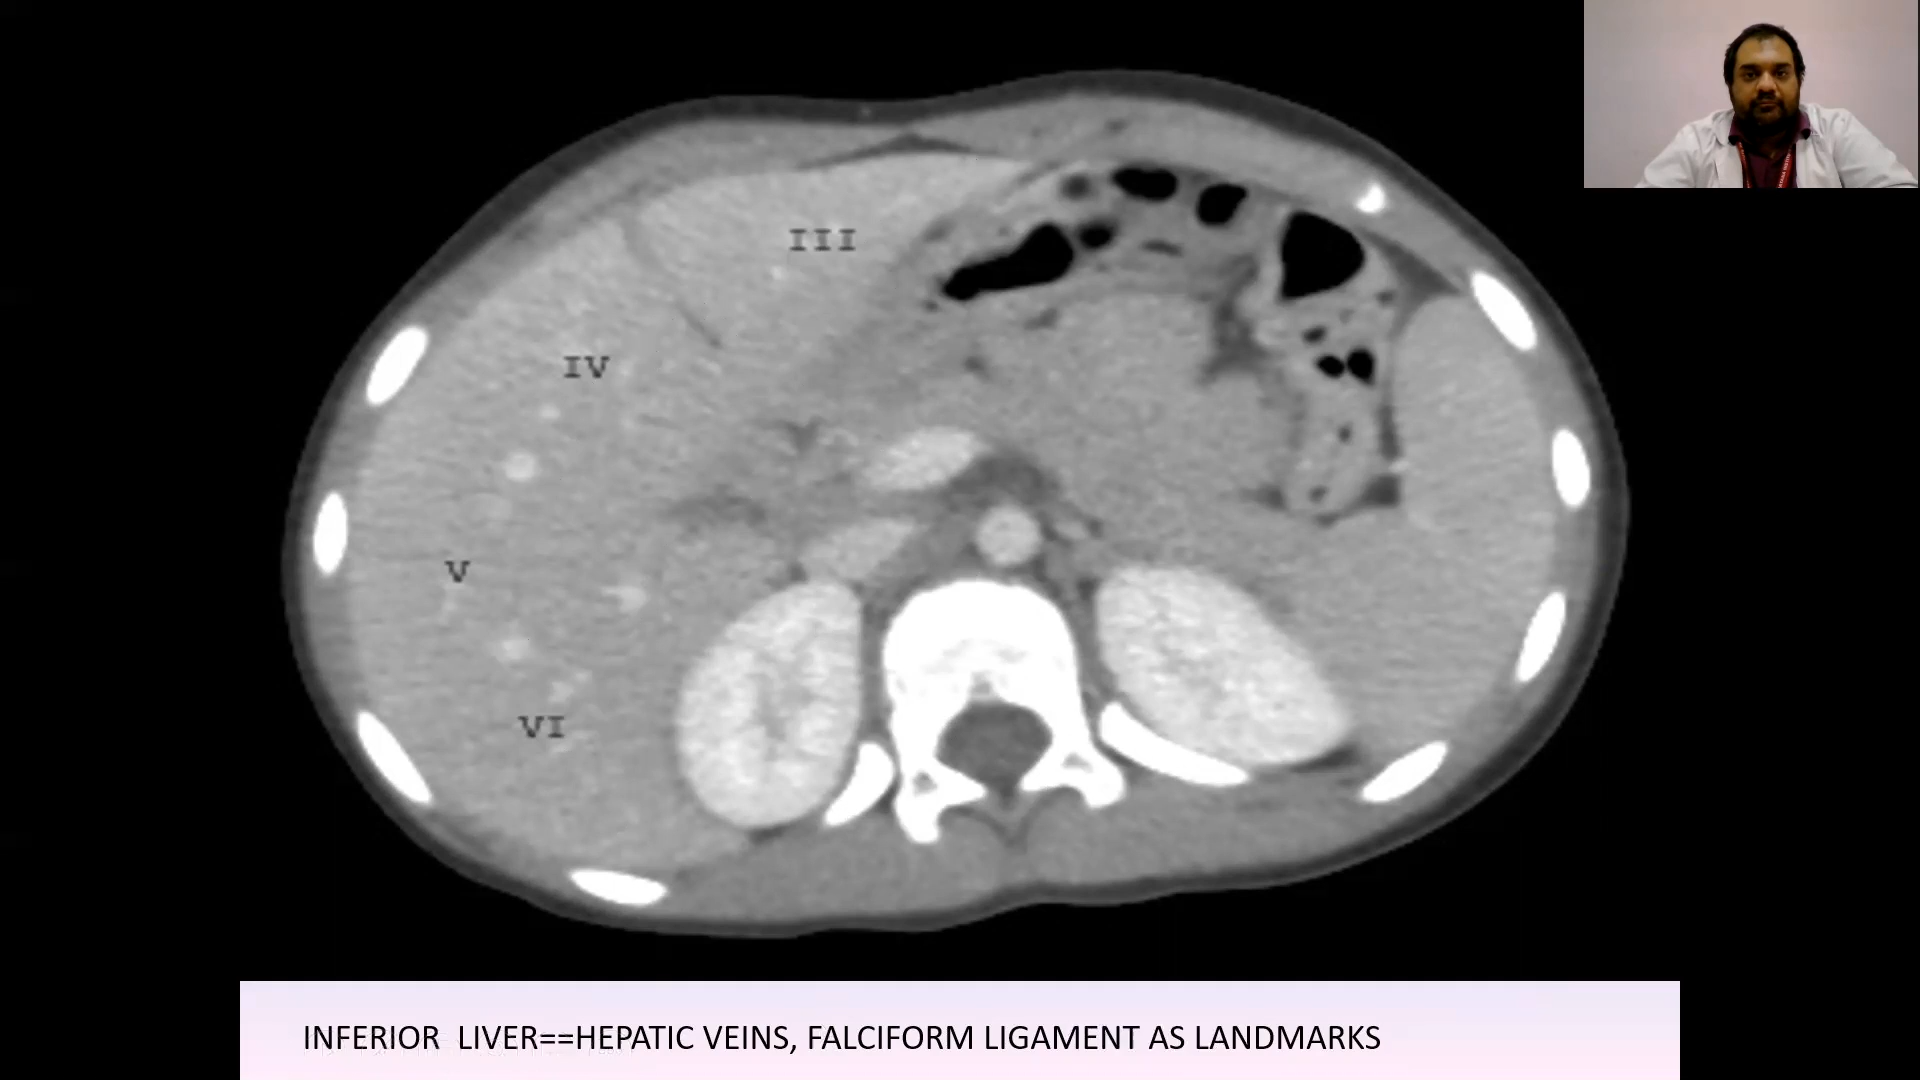 III
IV
V
VI
INFERIOR LIVER==HEPATIC VEINS, FALCIFORM LIGAMENT AS LANDMARKS